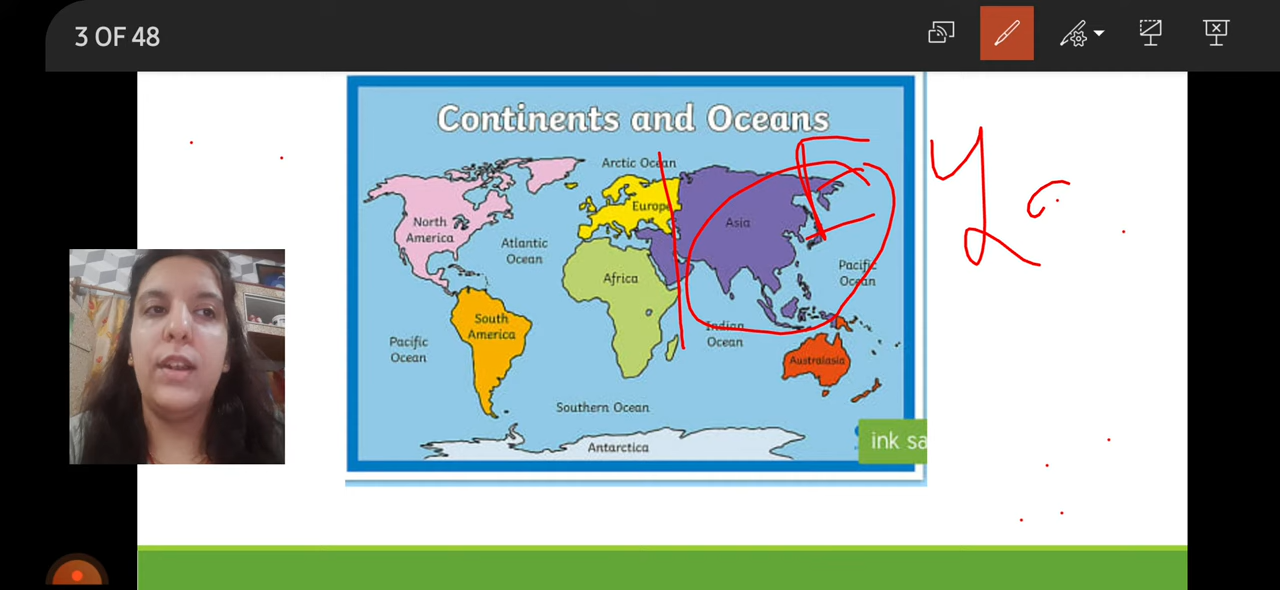 3 OF 48
Continents and Oceans
Arctic Ocean
North
America
Europe
Asia
Atlantic
Ocean
Africa
Pacific
Ocean
South
America
Indian
Ocean
Pacific
Ocean
Australasia
Southern Ocean
Antarctica
ink sa